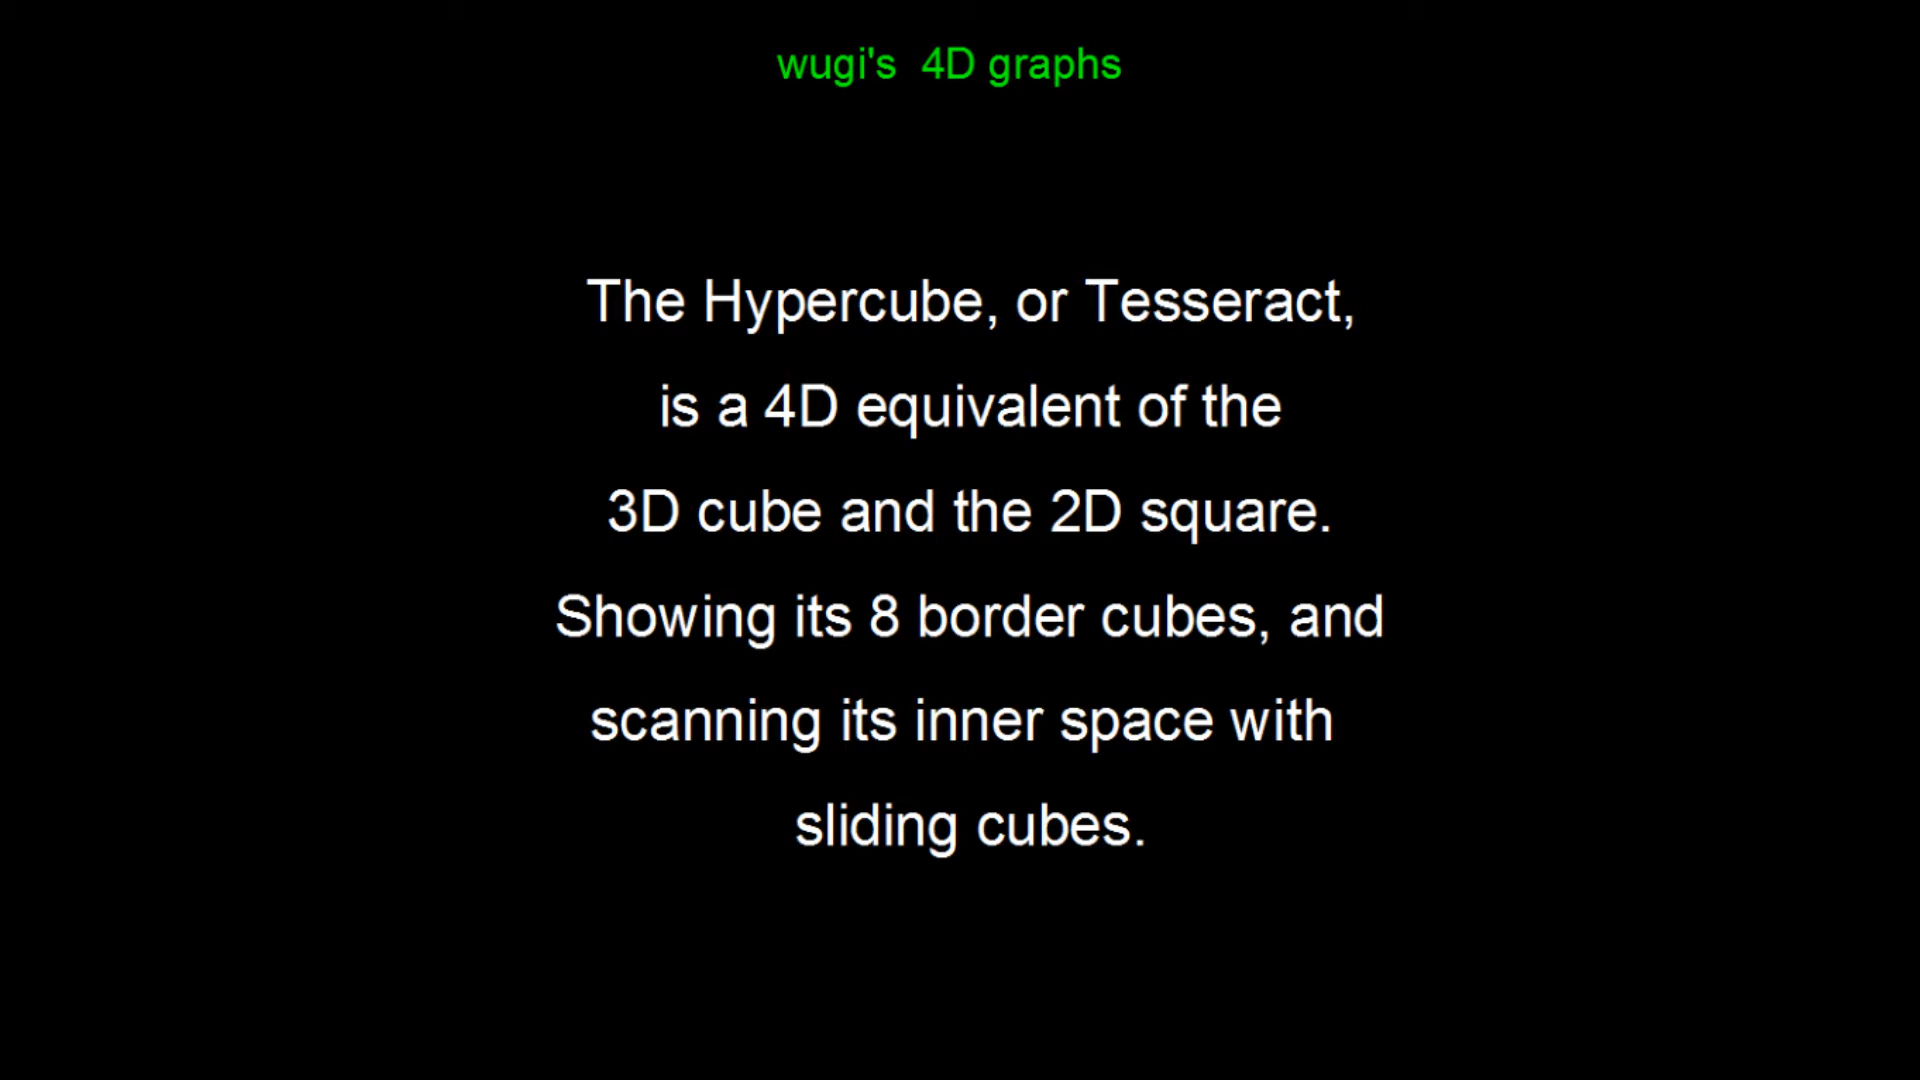 wugi's  4D graphs
The Hypercube, or Tesseract,
is a 4D equivalent of the
3D cube and the 2D square.
Showing its 8 border cubes, and
scanning its inner space with
sliding cubes.